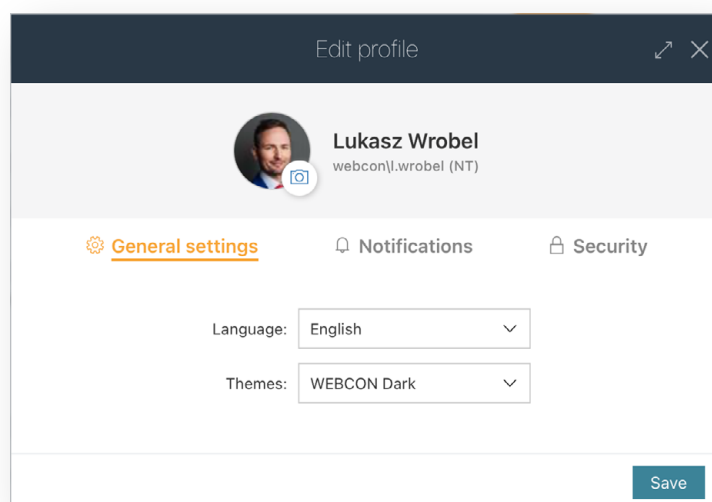 Edit profile
Lukasz Wrobel
webcon\l.wrobel (NT)
General settings
Notifications
Security
Language: English
Themes: WEBCON Dark
Save